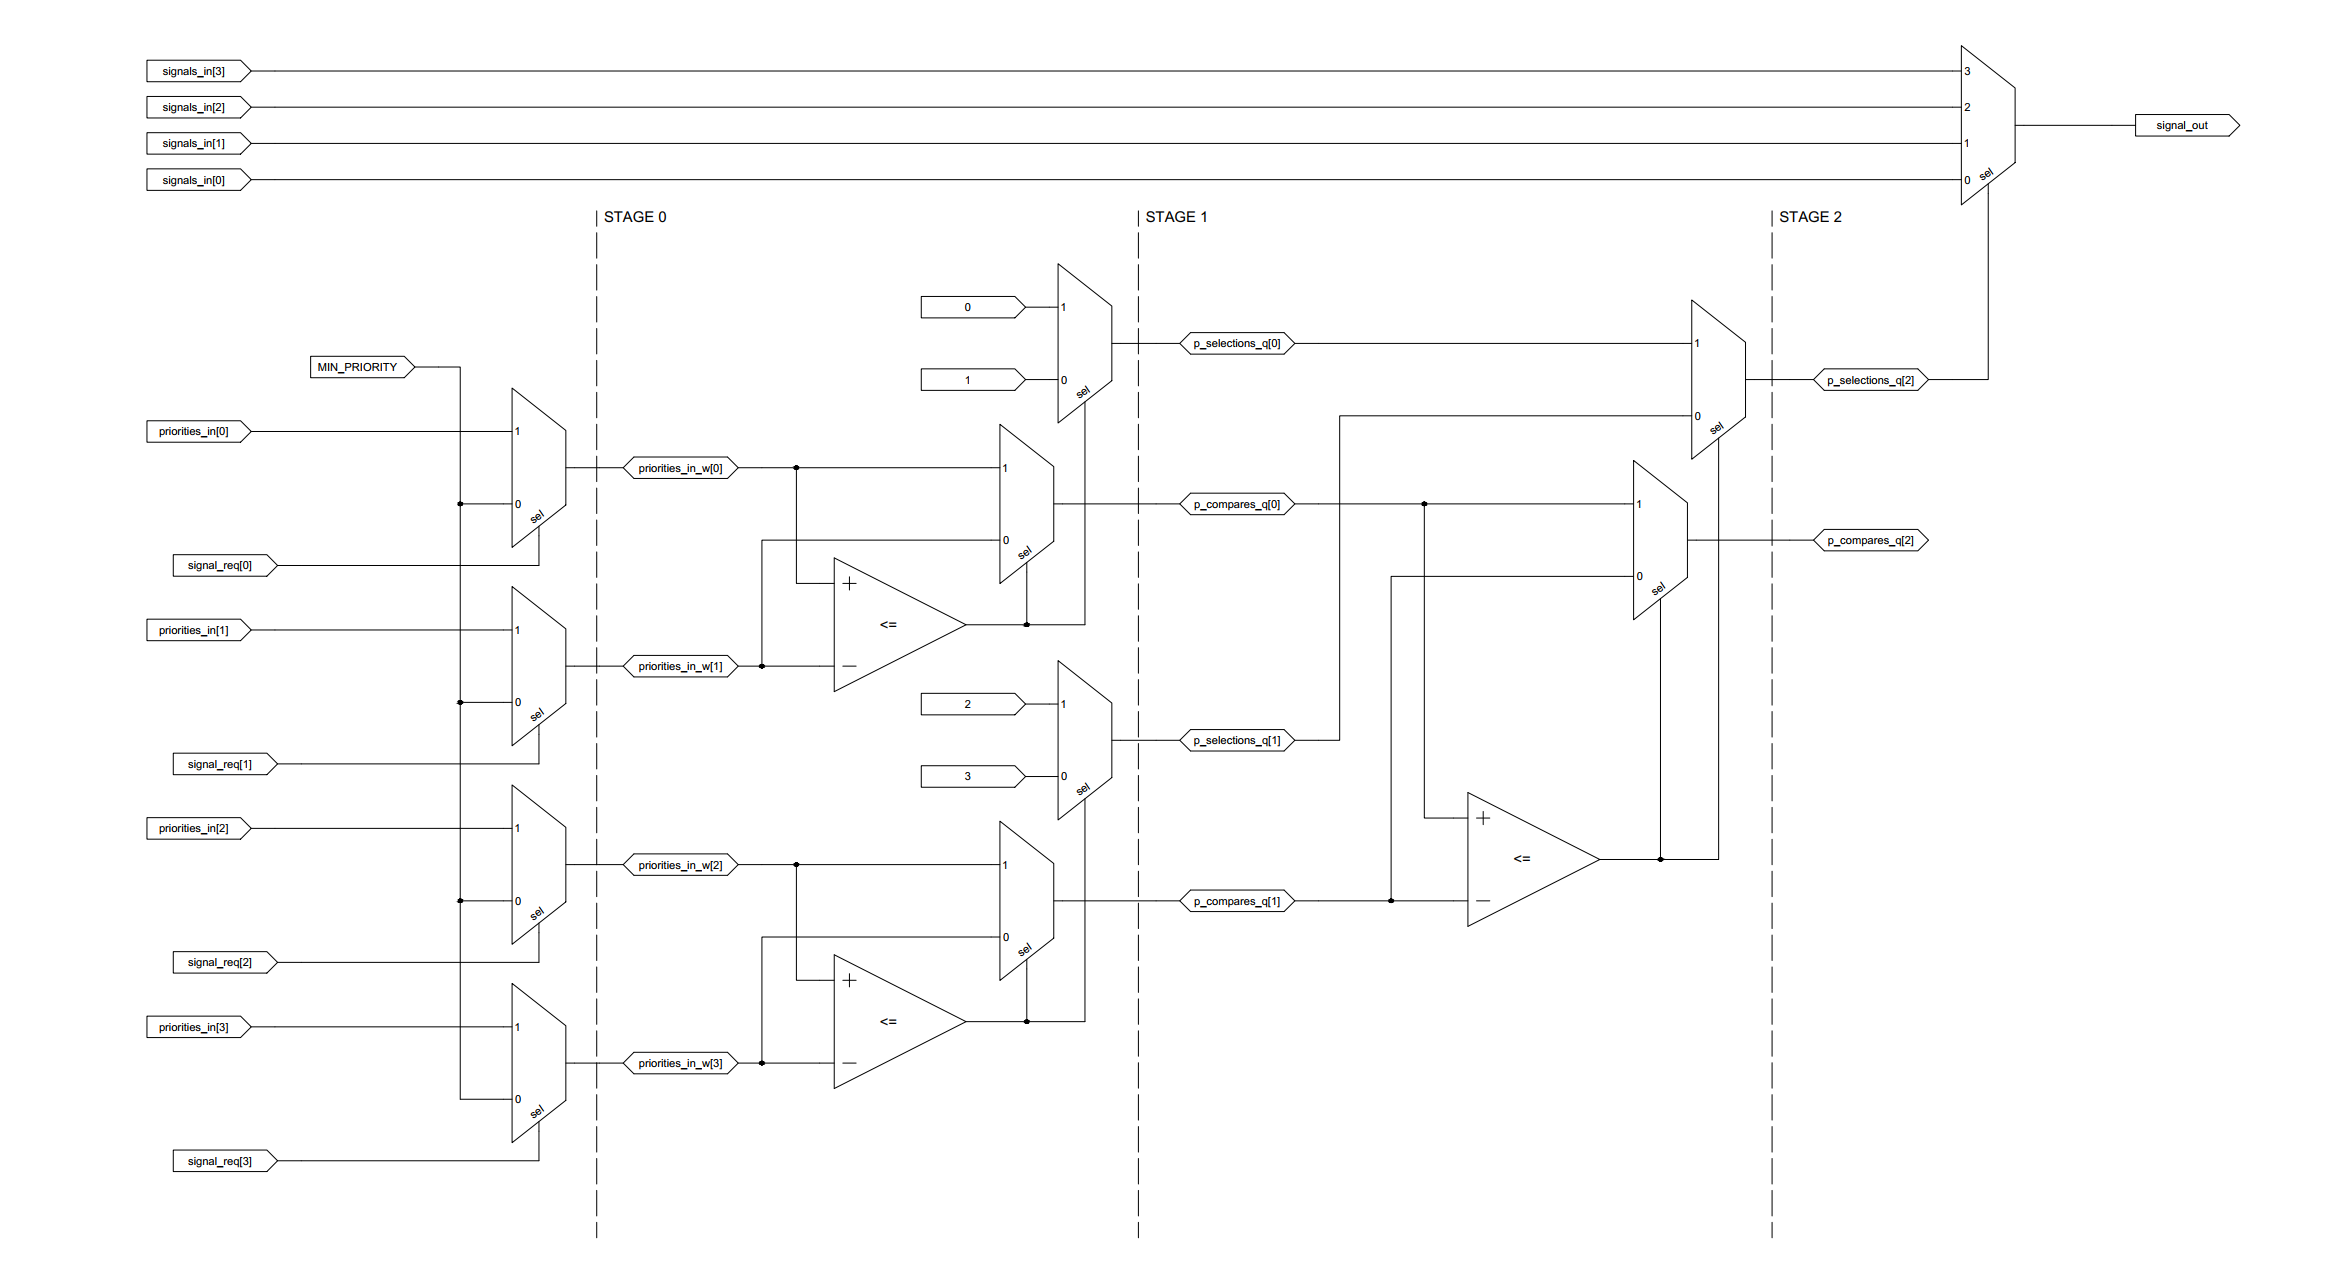 signals_in[3]
3
signals_in[2]
2
signal_out
signals_in[1]
1
signals_in[0]
0
sel
STAGE 0
STAGE 1
STAGE 2
0
1
p_selections_q[0]
1
MIN_PRIORITY
1
0
sel
p_selections_q[2]
0
sel
priorities_in[0]
1
priorities_in_w[0]
1
0
sel
p_compares_q[0]
1
0
sel
p_compares_q[2]
signal_req[0]
+
<=
0
sel
priorities_in[1]
1
priorities_in_w[1]
−
0
sel
2
1
p_selections_q[1]
signal_req[1]
3
0
sel
priorities_in[2]
1
+
<=
−
priorities_in_w[2]
1
0
sel
p_compares_q[1]
0
sel
signal_req[2]
+
<=
priorities_in[3]
1
priorities_in_w[3]
−
0
sel
signal_req[3]